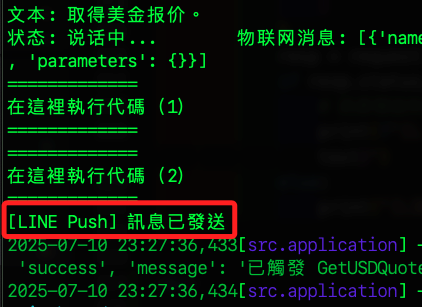 文本: 取得美金报价。
状态: 说话中... 物联网消息: [{'name
, 'parameters': {}}]
=============
在這裡執行代碼 (1)
=============
=============
在這裡執行代碼 (2)
=============
[LINE Push] 訊息已發送
2025-07-10 23:27:36,433[src.application] -
'success', 'message': '已觸發 GetUSDQuote
2025-07-10 23:27:36,434[src.application] -